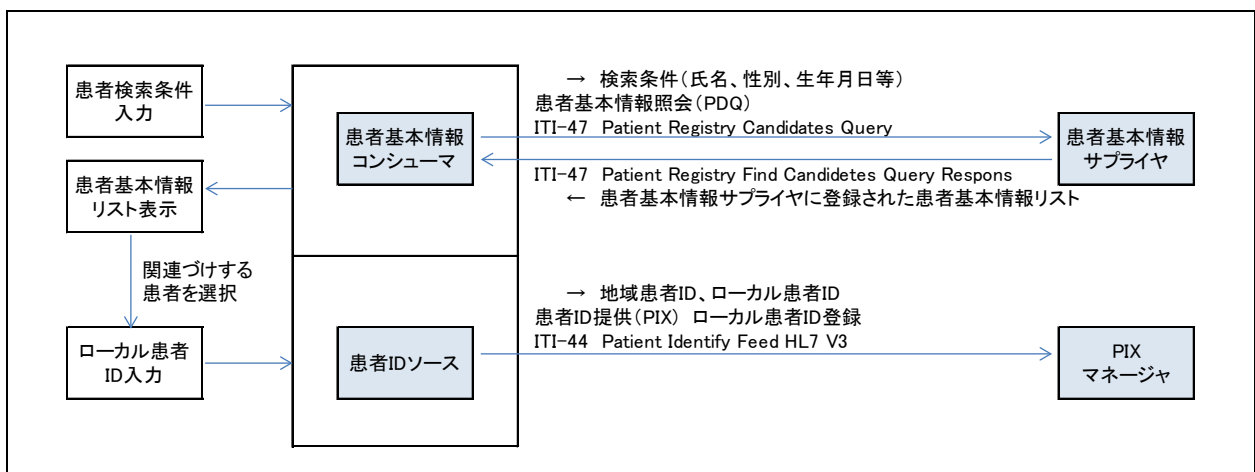 患者検索条件
入力
患者基本情報
リスト表示
関連づけする
患者を選択
ローカル患者
ID入力
患者基本情報
コンシューマ
患者IDソース
→ 検索条件(氏名、性別、生年月日等)
患者基本情報照会(PDQ)
ITI-47 Patient Registry Candidates Query
ITI-47 Patient Registry Find Candidetes Query Respons
← 患者基本情報サプライヤに登録された患者基本情報リスト
→ 地域患者ID、ローカル患者ID
患者ID提供(PIX) ローカル患者ID登録
ITI-44 Patient Identify Feed HL7 V3
患者基本情報
サプライヤ
PIX
マネージャ